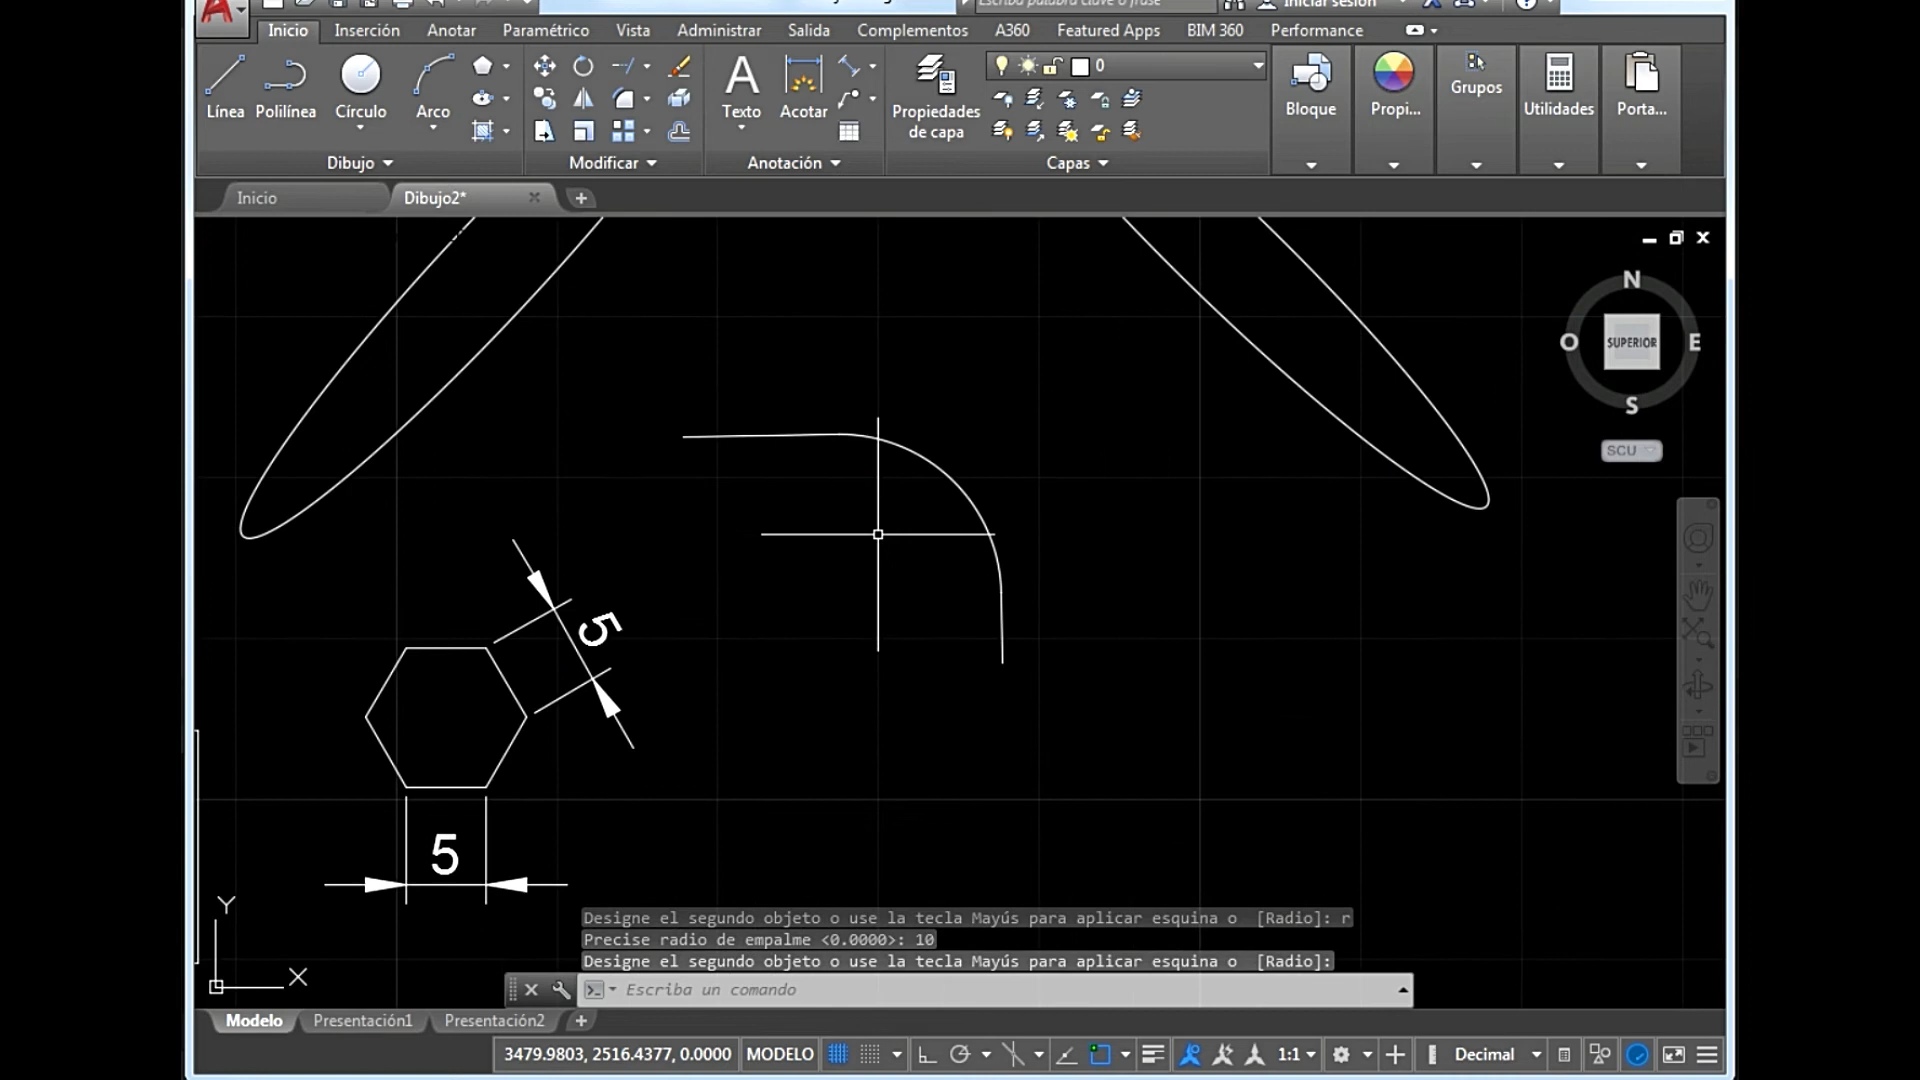 Iniciar sesión
Inicio Inserción Anotar Paramétrico Vista Administrar Salida Complementos A360 Featured Apps BIM 360 Performance
Línea Polilínea Círculo Arco
Texto Acotar
Propiedades
de capa
0
Bloque Propi... Grupos Utilidades Porta...
Dibujo Modificar Anotación Capas
Inicio Dibujo2*
N
O SUPERIOR E
S
SCU
5
5
Y
X
Designe el segundo objeto o use la tecla Mayús para aplicar esquina o [Radio]: r
Precise radio de empalme <0.0000>: 10
Designe el segundo objeto o use la tecla Mayús para aplicar esquina o [Radio]:
Escriba un comando
Modelo Presentación1 Presentación2
3479.9803, 2516.4377, 0.0000 MODELO 1:1 Decimal